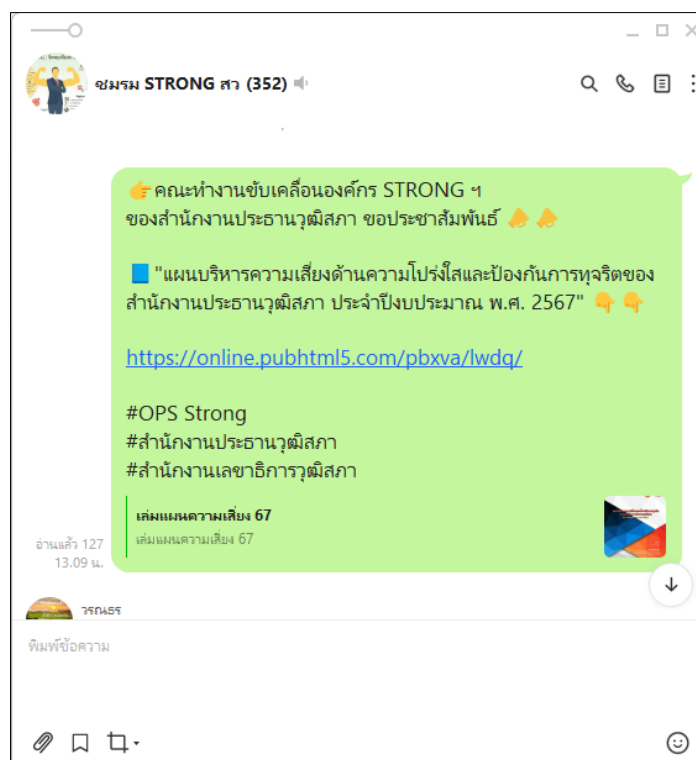 ชมรม STRONG สว (352)
👉คณะทำงานขับเคลื่อนองค์กร STRONG ฯ
ของสำนักงานประธานวุฒิสภา ขอประชาสัมพันธ์ 📣 📣
📘 "แผนบริหารความเสี่ยงด้านความโปร่งใสและป้องกันการทุจริตของ
สำนักงานประธานวุฒิสภา ประจำปีงบประมาณ พ.ศ. 2567" 👇 👇
https://online.pubhtml5.com/pbxva/lwdq/
#OPS Strong
#สำนักงานประธานวุฒิสภา
#สำนักงานเลขาธิการวุฒิสภา
เล่มแผนความเสี่ยง 67
เล่มแผนความเสี่ยง 67
อ่านแล้ว 127
13.09 น.
วรณธร
พิมพ์ข้อความ